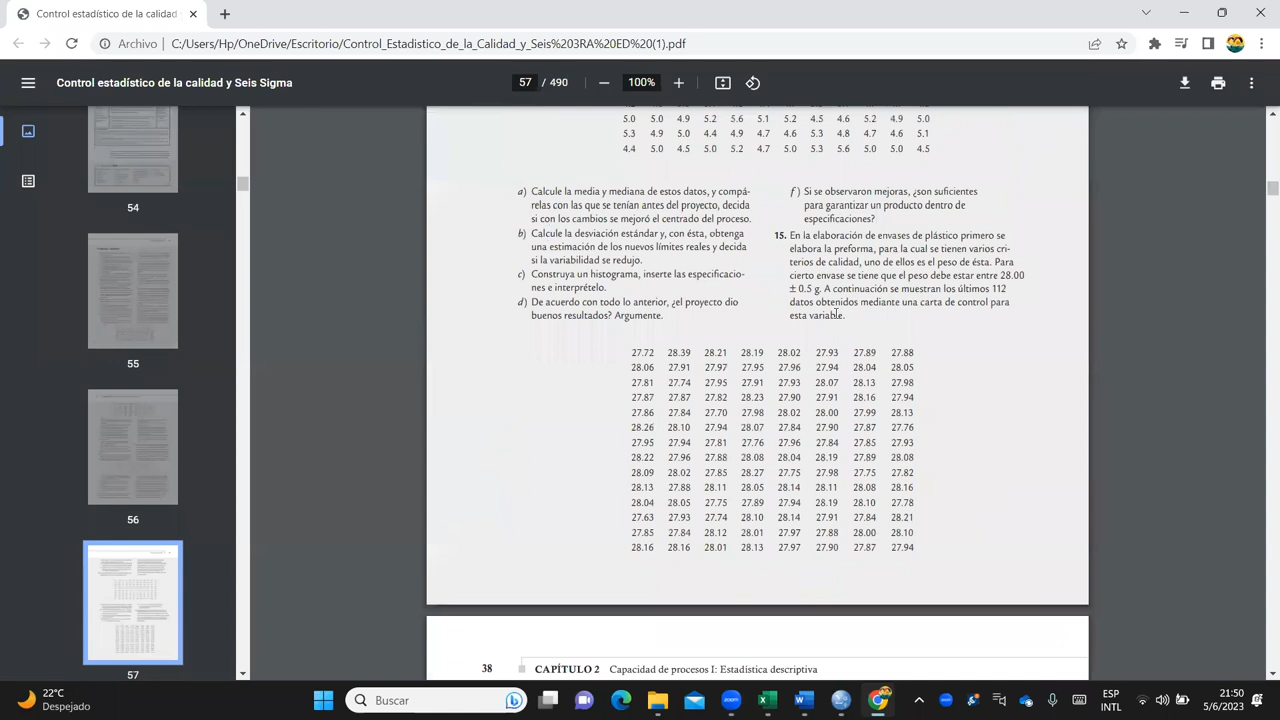 Control estadístico de la calidad
Archivo
C:/Users/Hp/OneDrive/Escritorio/Control_Estadistico_de_la_Calidad_y_Seis%203RA%20ED%20(1).pdf
Control estadístico de la calidad y Seis Sigma
57 / 490
100%
54
55
56
57
5.0 5.0 4.9 5.2 5.6 5.1 5.2 4.5 4.6 5.2 4.9 5.0
5.3 4.9 5.0 4.4 4.9 4.7 4.6 5.3 4.8 4.7 4.6 5.1
4.4 5.0 4.5 5.0 5.2 4.7 5.0 5.3 5.6 5.0 5.0 4.5
a) Calcule la media y mediana de estos datos, y compá-
relas con las que se tenían antes del proyecto, decida
si con los cambios se mejoró el centrado del proceso.
b) Calcule la desviación estándar y, con ésta, obtenga
una estimación de los nuevos límites reales y decida
si la variabilidad se redujo.
c) Construya un histograma, inserte las especificacio-
nes e interprételo.
d) De acuerdo con todo lo anterior, ¿el proyecto dio
buenos resultados? Argumente.
f) Si se observaron mejoras, ¿son suficientes
para garantizar un producto dentro de
especificaciones?
15. En la elaboración de envases de plástico primero se
elabora la preforma, para la cual se tienen varios cri-
terios de calidad, uno de ellos es el peso de ésta. Para
cierto envase se tiene que el peso debe estar entre 28.00
± 0.5 g. A continuación se muestran los últimos 112
datos obtenidos mediante una carta de control para
esta variable.
27.72 28.39 28.21 28.19 28.02 27.93 27.89 27.88
28.06 27.91 27.97 27.95 27.96 27.94 28.04 28.05
27.81 27.74 27.95 27.91 27.93 28.07 28.13 27.98
27.87 27.87 27.82 28.23 27.90 27.91 28.16 27.94
27.86 27.84 27.70 27.98 28.02 28.00 27.99 28.13
28.26 28.10 27.94 28.07 27.84 27.90 27.87 27.76
27.95 27.94 27.81 27.76 27.96 27.84 27.85 27.93
28.22 27.96 27.88 28.08 28.04 28.19 27.89 28.08
28.09 28.02 27.85 28.27 27.75 27.98 27.75 27.82
28.13 27.88 28.11 28.05 28.14 28.11 28.08 28.16
28.04 28.05 27.75 27.89 27.94 28.19 28.10 27.78
27.63 27.93 27.74 28.10 28.14 27.91 27.84 28.21
27.85 27.84 28.12 28.01 27.97 27.88 28.00 28.10
28.16 28.16 28.01 28.13 27.97 27.90 27.87 27.94
38 CAPÍTULO 2 Capacidad de procesos I: Estadística descriptiva
22°C
Despejado
Buscar
zoom
zoom
ESP
INTL
21:50
5/6/2023